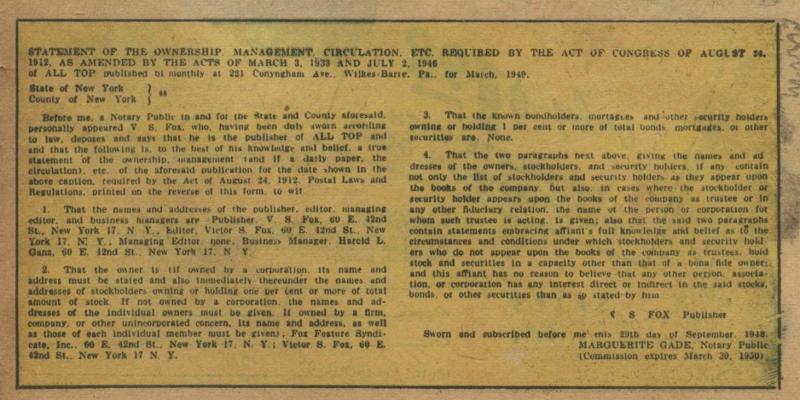 STATEMENT OF THE OWNERSHIP, MANAGEMENT, CIRCULATION, ETC. REQUIRED BY THE ACT OF CONGRESS OF AUGUST 24,
1912, AS AMENDED BY THE ACTS OF MARCH 3, 1933 AND JULY 2, 1946
of ALL TOP published bi monthly at 221 Conyngham Ave., Wilkes-Barre, Pa., for March, 1949.
State of New York } ss
County of New York }
Before me, a Notary Public in and for the State and County aforesaid,
personally appeared V. S. Fox, who, having been duly sworn according
to law, deposes and says that he is the publisher of ALL TOP and
and that the following is, to the best of his knowledge and belief, a true
statement of the ownership, management (and if a daily paper, the
circulation), etc. of the aforesaid publication for the date shown in the
above caption, required by the Act of August 24, 1912, Postal Laws and
Regulations, printed on the reverse of this form, to wit
1. That the names and addresses of the publisher, editor, managing
editor, and business managers are: Publisher, V. S. Fox, 60 E. 42nd
St., New York 17, N. Y., Editor, Victor S. Fox, 60 E. 42nd St., New
York 17, N. Y., Managing Editor, none, Business Manager, Harold L.
Ganz, 60 E. 42nd St., New York 17, N. Y.
2. That the owner is (if owned by a corporation, its name and
address must be stated and also immediately thereunder the names and
addresses of stockholders owning or holding one per cent or more of total
amount of stock. If not owned by a corporation, the names and ad-
dresses of the individual owners must be given. If owned by a firm,
company, or other unincorporated concern, its name and address, as well
as those of each individual member must be given); Fox Feature Syndi-
cate, Inc., 60 E. 42nd St., New York 17, N. Y.; Victor S. Fox, 60 E.
42nd St., New York 17 N. Y.
3. That the known bondholders, mortagees and other security holders
owning or holding 1 per cent or more of total bonds, mortgages, or other
securities are: None.
4. That the two paragraphs next above, giving the names and ad
dresses of the owners, stockholders, and security holders, if any contain
not only the list of stockholders and security holders as they appear upon
the books of the company, but also, in cases where the stockholder or
security holder appears upon the books of the company as trustee or in
any other fiduciary relation, the name of the person or corporation for
whom such trustee is acting, is given; also that the said two paragraphs
contain statements embracing affiant's full knowledge and belief as to the
circumstances and conditions under which stockholders and security hold-
ers who do not appear upon the books of the company as trustees, hold
stock and securities in a capacity other than that of a bona fide owner;
and this affiant has no reason to believe that any other person, associa-
tion, or corporation has any interest direct or indirect in the said stocks,
bonds, or other securities than as so stated by him
V S FOX Publisher
Sworn and subscribed before me this 29th day of September, 1948.
MARGUERITE GADE, Notary Public
(Commission expires March 30, 1950)